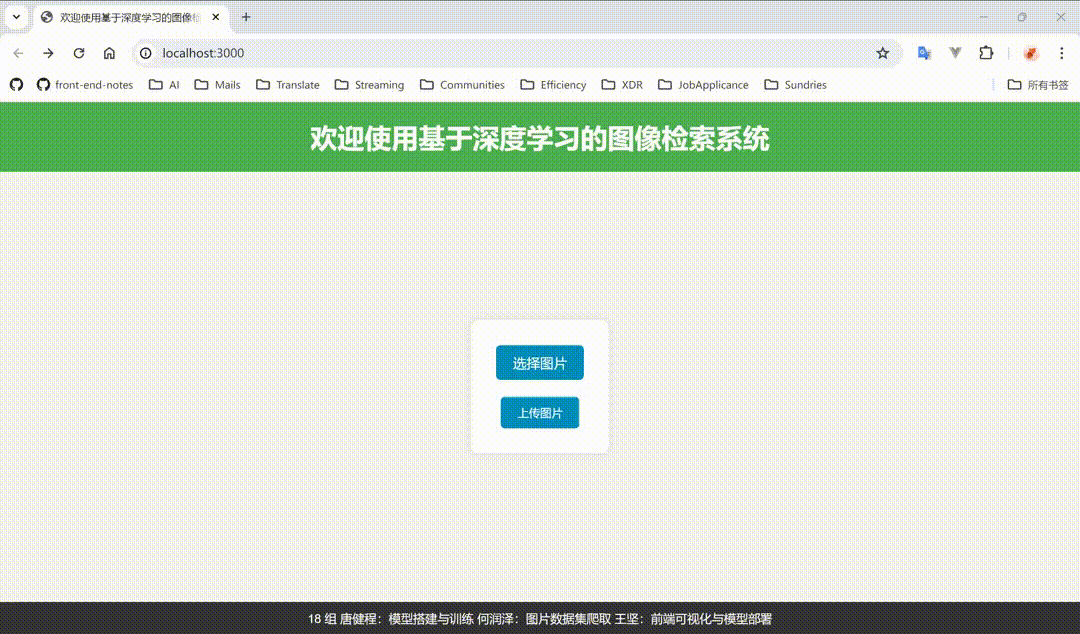 欢迎使用基于深度学习的图像检
localhost:3000
front-end-notes AI Mails Translate Streaming Communities Efficiency XDR JobApplicance Sundries 所有书签
欢迎使用基于深度学习的图像检索系统
选择图片
上传图片
18 组 唐健程：模型搭建与训练 何润泽：图片数据集爬取 王坚：前端可视化与模型部署